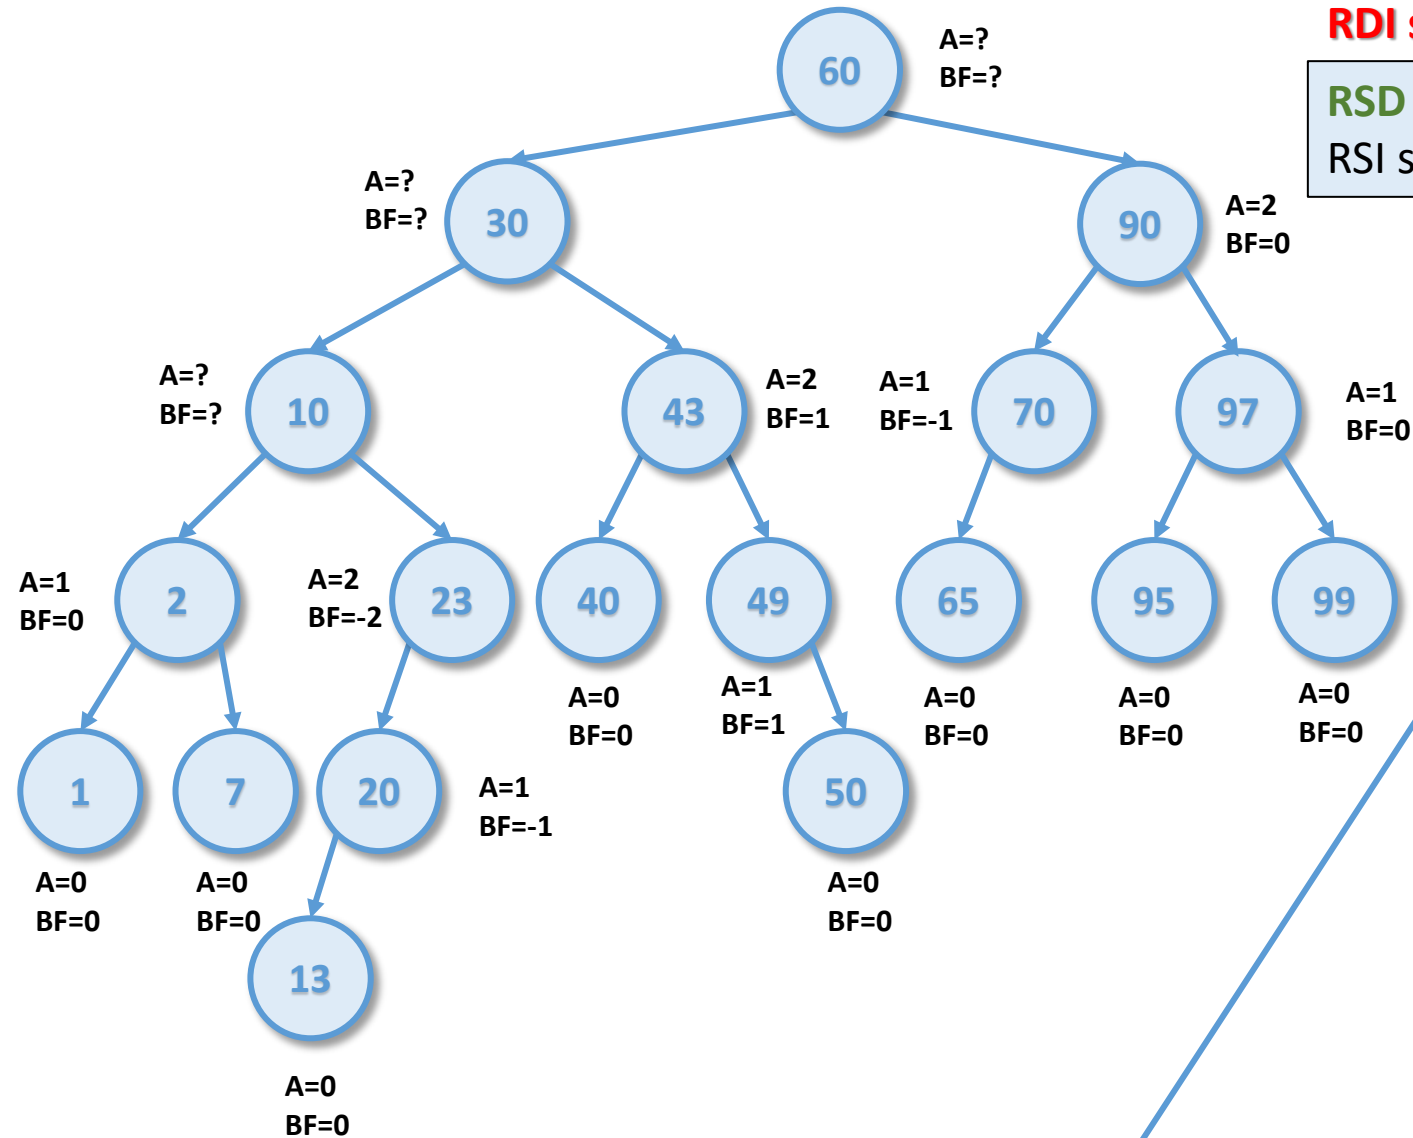 RDI s
RSD
RSI s
60
A=?
BF=?
30
A=?
BF=?
90
A=2
BF=0
10
A=?
BF=?
43
A=2
BF=1
70
A=1
BF=-1
97
A=1
BF=0
2
A=1
BF=0
23
A=2
BF=-2
40
A=0
BF=0
49
A=1
BF=1
65
A=0
BF=0
95
A=0
BF=0
99
A=0
BF=0
1
A=0
BF=0
7
A=0
BF=0
20
A=1
BF=-1
50
A=0
BF=0
13
A=0
BF=0